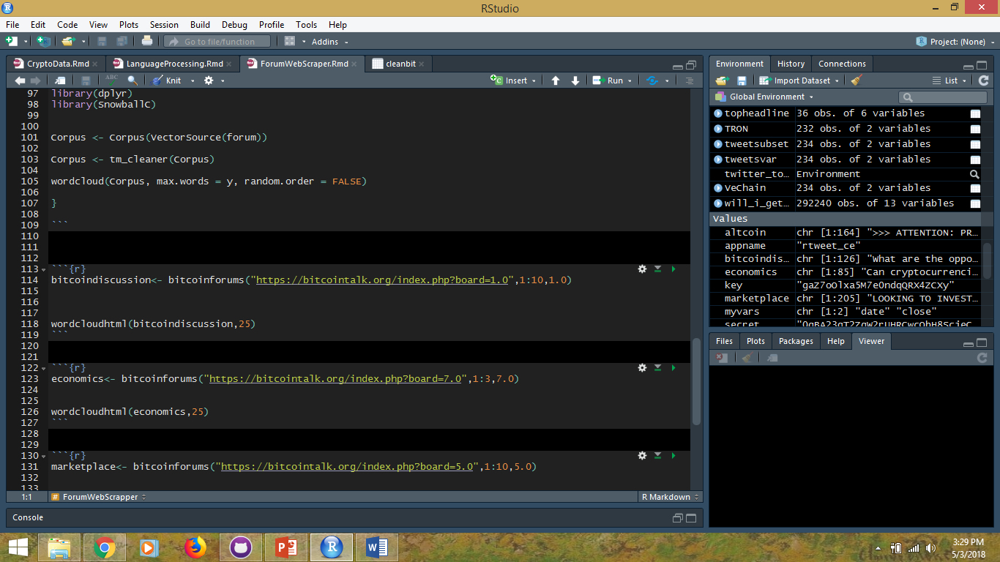 RStudio
File Edit Code View Plots Session Build Debug Profile Tools Help
Go to file/function Addins Project: (None)
CryptoData.Rmd LanguageProcessing.Rmd ForumWebScraper.Rmd cleanbit
ABC Knit Insert Run
97 library(dplyr)
98 library(SnowballC)
99
100
101 Corpus <- Corpus(VectorSource(forum))
102
103 Corpus <- tm_cleaner(Corpus)
104
105 wordcloud(Corpus, max.words = y, random.order = FALSE)
106
107 }
108
109 ```
110
111
112
113 ```{r}
114 bitcoindiscussion<- bitcoinforums("https://bitcointalk.org/index.php?board=1.0",1:10,1.0)
115
116
117
118 wordcloudhtml(bitcoindiscussion,25)
119 ```
120
121
122 ```{r}
123 economics<- bitcoinforums("https://bitcointalk.org/index.php?board=7.0",1:3,7.0)
124
125
126 wordcloudhtml(economics,25)
127 ```
128
129
130 ```{r}
131 marketplace<- bitcoinforums("https://bitcointalk.org/index.php?board=5.0",1:10,5.0)
132
133
1:1 # ForumWebScrapper R Markdown
Console
Environment History Connections
Import Dataset List
Global Environment
topheadline 36 obs. of 6 variables
TRON 232 obs. of 2 variables
tweetsubset 234 obs. of 2 variables
tweetsvar 234 obs. of 2 variables
twitter_to… Environment
VeChain 234 obs. of 2 variables
will_i_get… 292240 obs. of 13 variables
Values
altcoin chr [1:164] ">>> ATTENTION: PR…
appname "rtweet_ce"
bitcoindis… chr [1:126] "What are the oppo…
economics chr [1:85] "Can cryptocurrenci…
key "gaZ7oOlxa5M7e0ndqQRX4ZCXy"
marketplace chr [1:205] "LOOKING TO INVEST…
myvars chr [1:2] "date" "close"
secret
Files Plots Packages Help Viewer
3:29 PM
5/3/2018